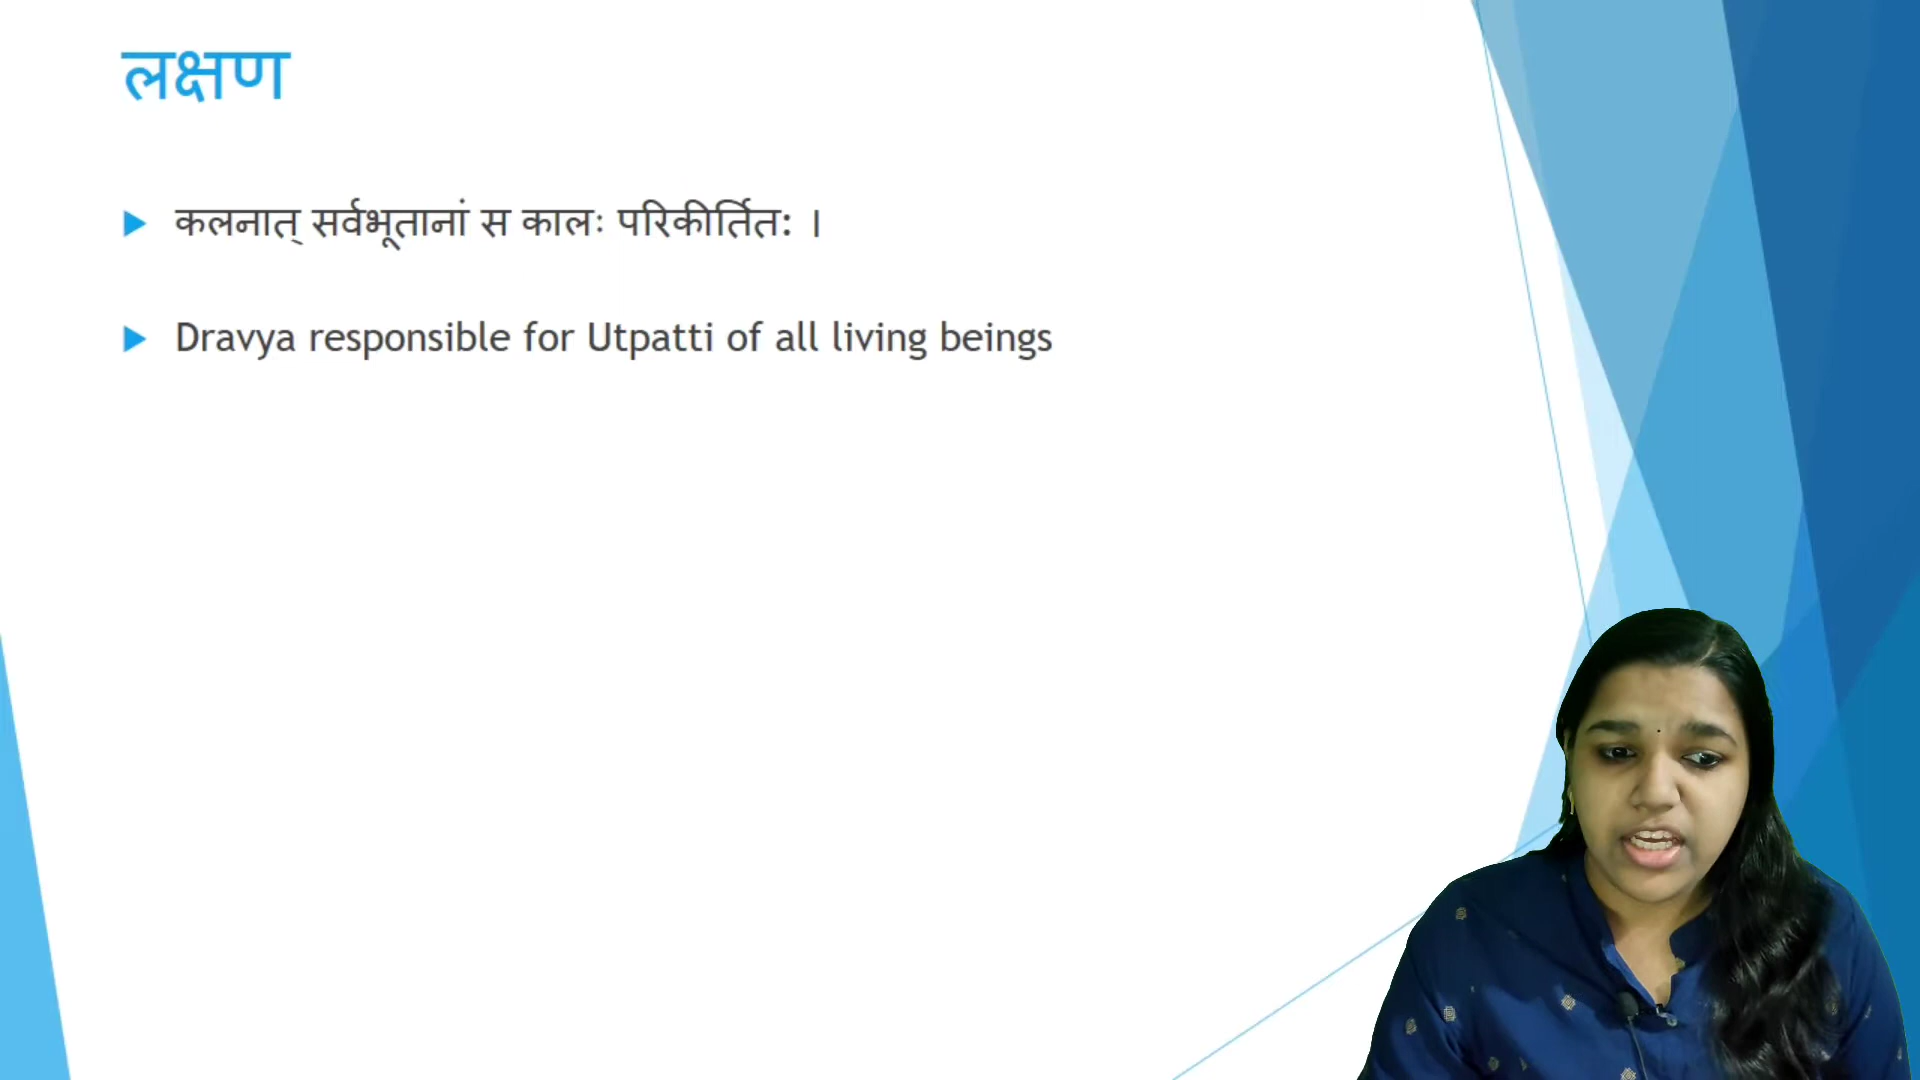 लक्षण
कलनात् सर्वभूतानां स कालः परिकीर्तित: ।
Dravya responsible for Utpatti of all living beings